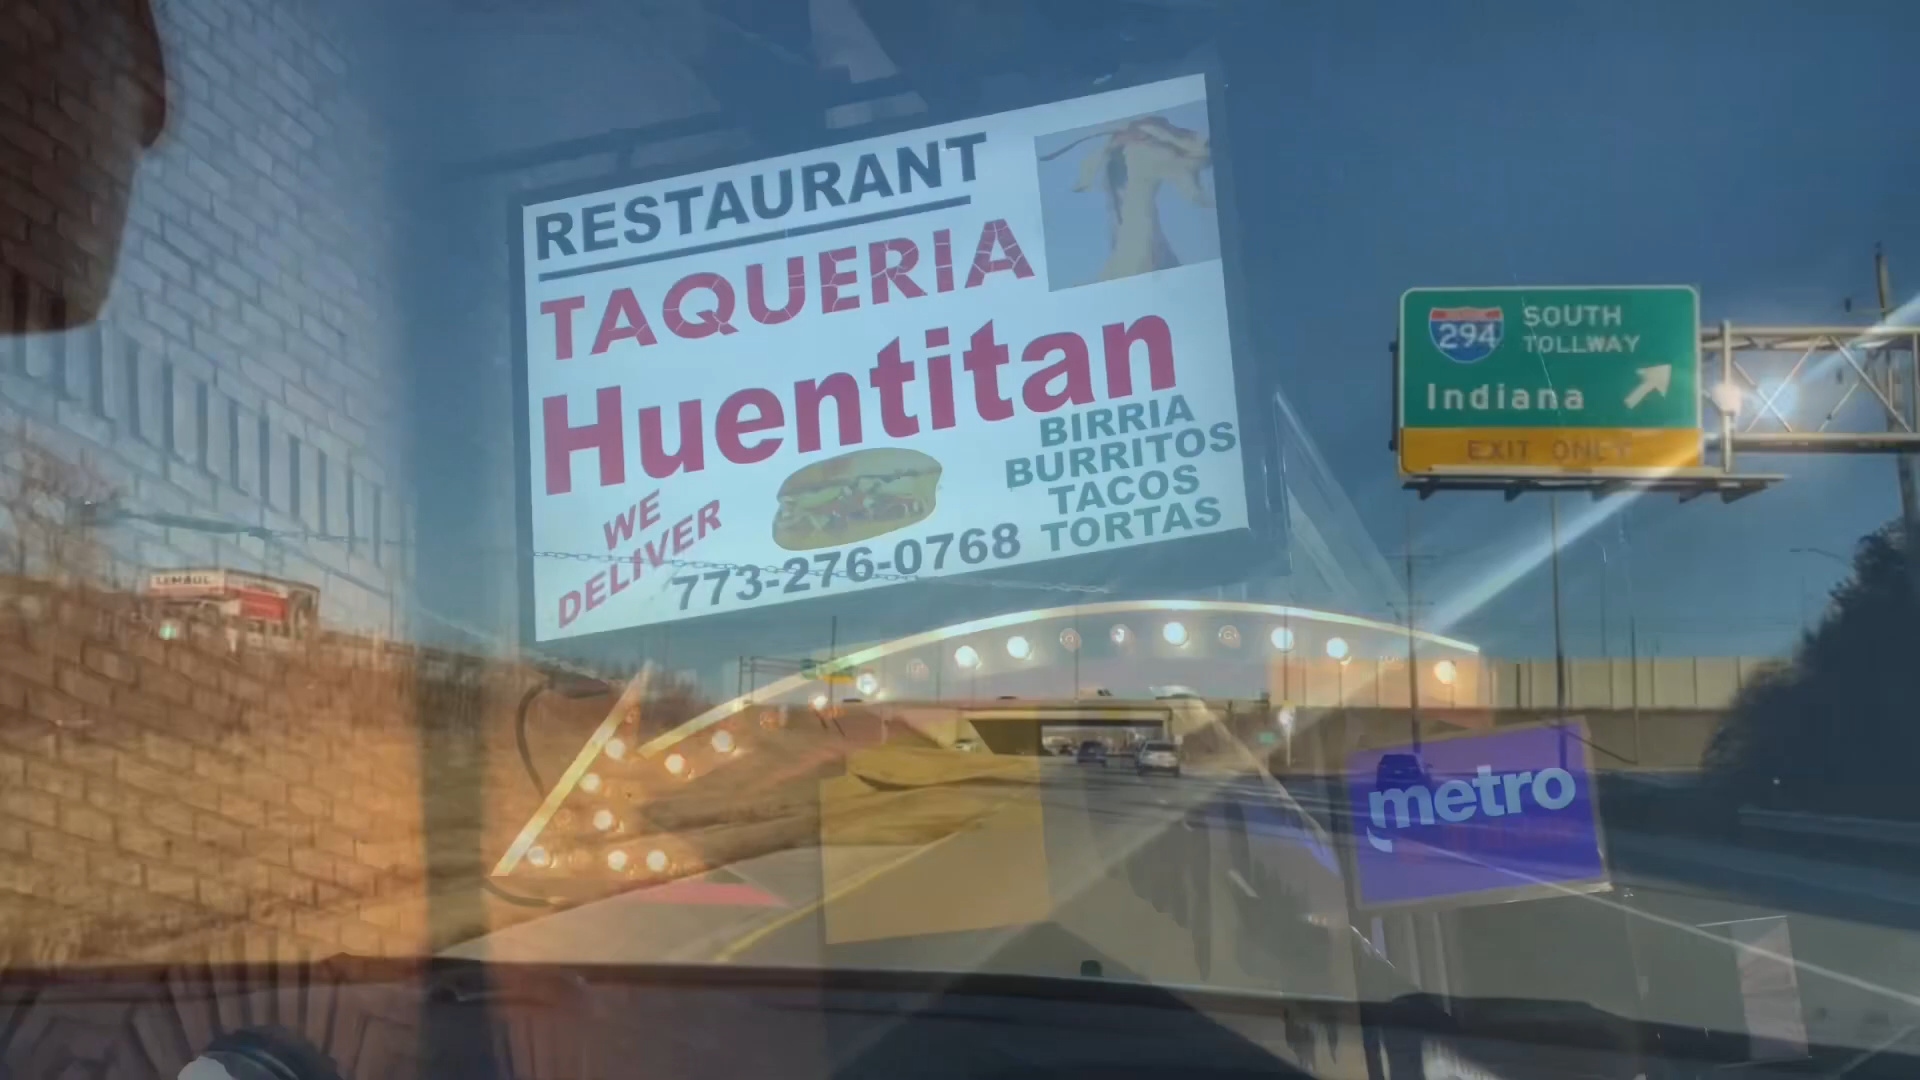 RESTAURANT
TAQUERIA
Huentitan
WE
DELIVER
BIRRIA
BURRITOS
TACOS
TORTAS
773-276-0768
294
SOUTH
TOLLWAY
Indiana
EXIT ONLY
metro